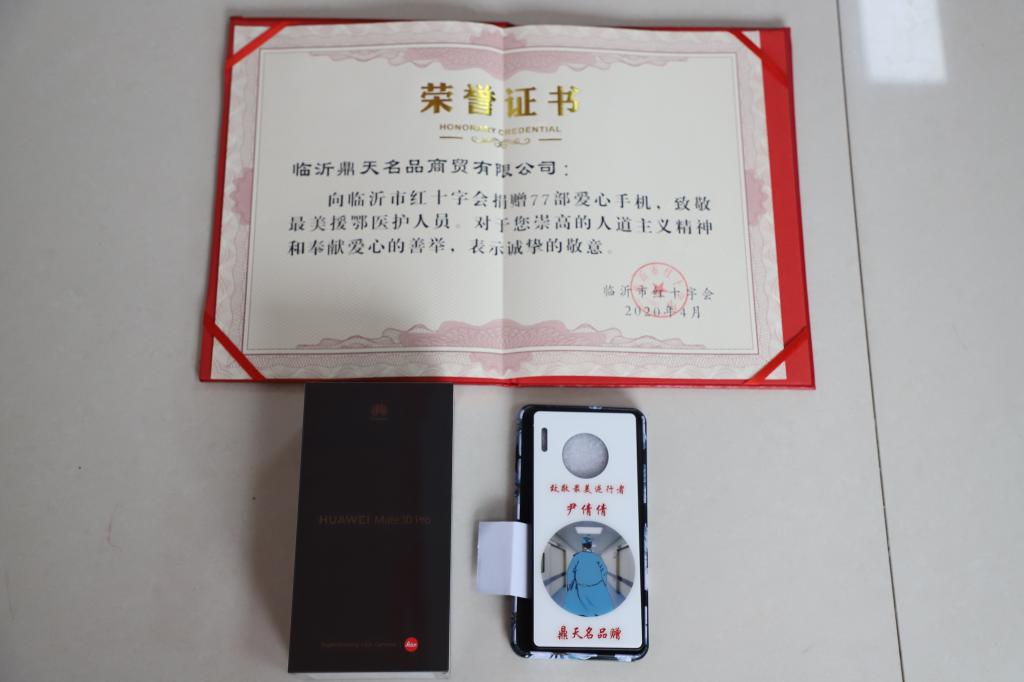 荣誉证书
HONORARY CREDENTIAL
临沂鼎天名品商贸有限公司：
向临沂市红十字会捐赠77部爱心手机，致敬
最美援鄂医护人员。对于您崇高的人道主义精神
和奉献爱心的善举，表示诚挚的敬意。
临沂市红十字会
2020年4月
HUAWEI Mate 30 Pro
致敬最美逆行者
尹倩倩
鼎天名品赠